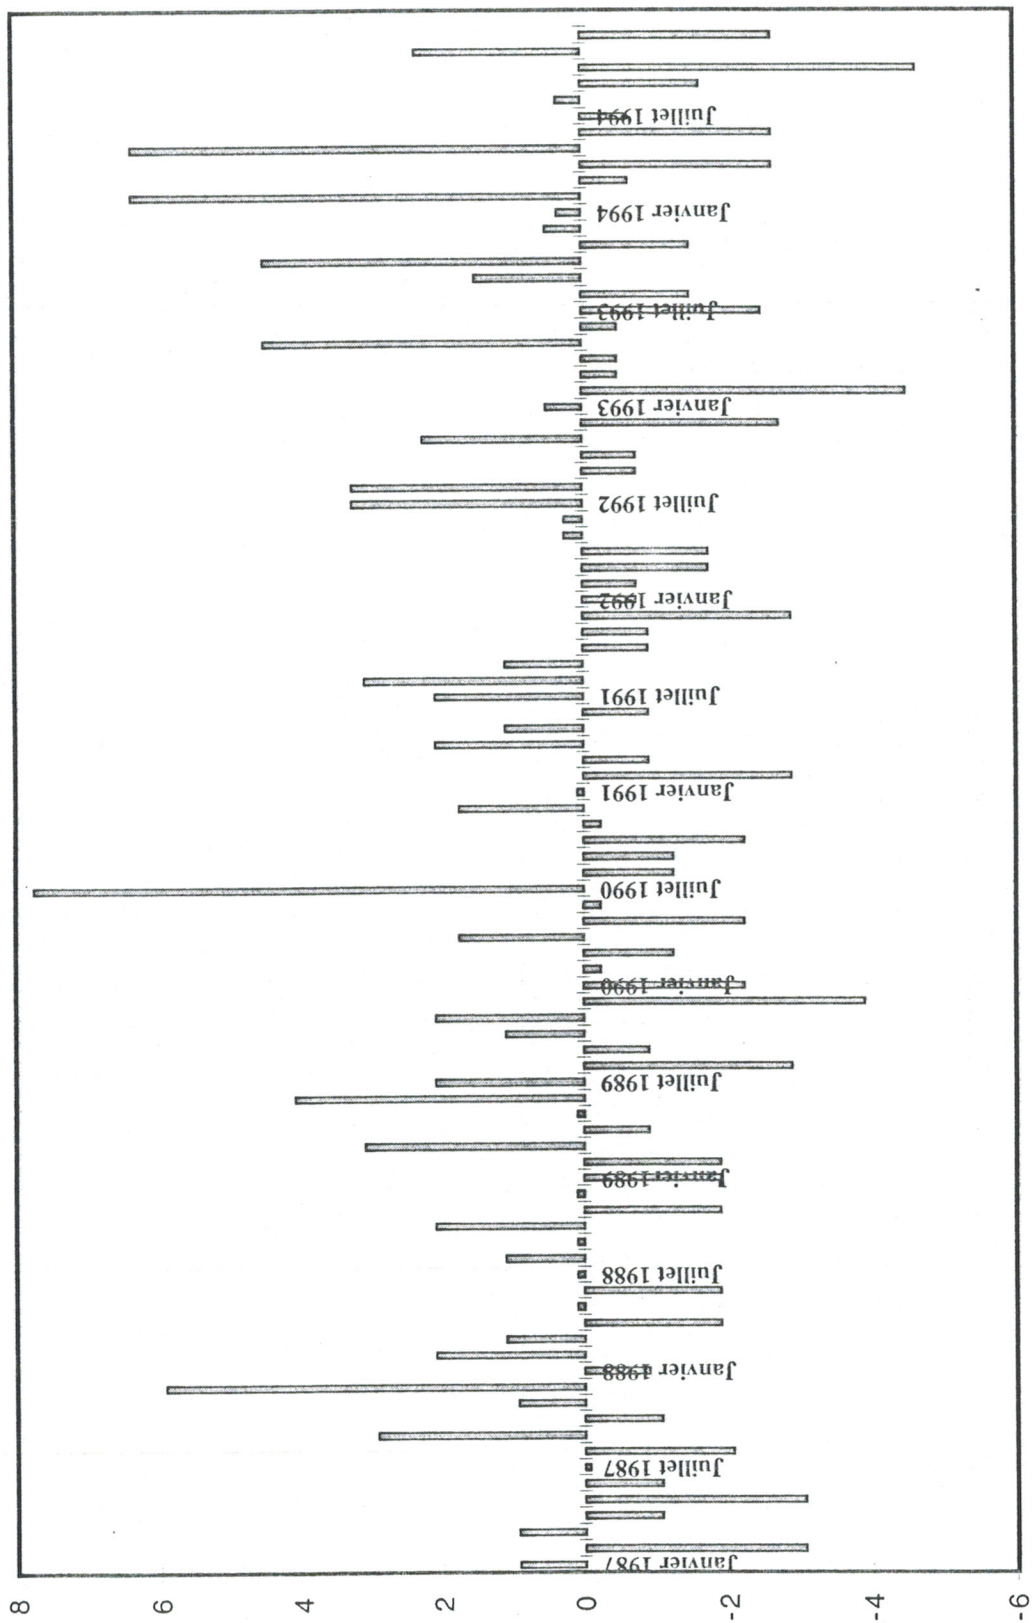 8
6
4
2
0
-2
-4
-6
Janvier 1987
Juillet 1987
Janvier 1988
Juillet 1988
Janvier 1989
Juillet 1989
Janvier 1990
Juillet 1990
Janvier 1991
Juillet 1991
Janvier 1992
Juillet 1992
Janvier 1993
Juillet 1993
Janvier 1994
Juillet 1994